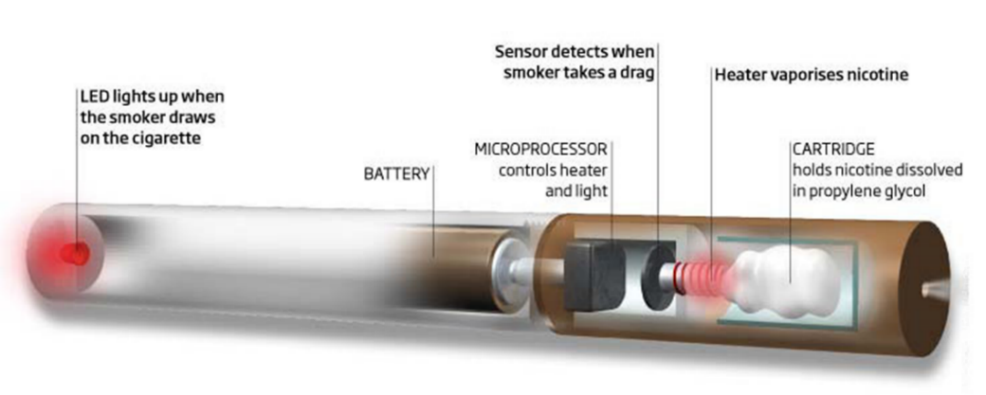 LED lights up when
the smoker draws
on the cigarette
BATTERY
MICROPROCESSOR
controls heater
and light
Sensor detects when
smoker takes a drag
Heater vaporises nicotine
CARTRIDGE
holds nicotine dissolved
in propylene glycol